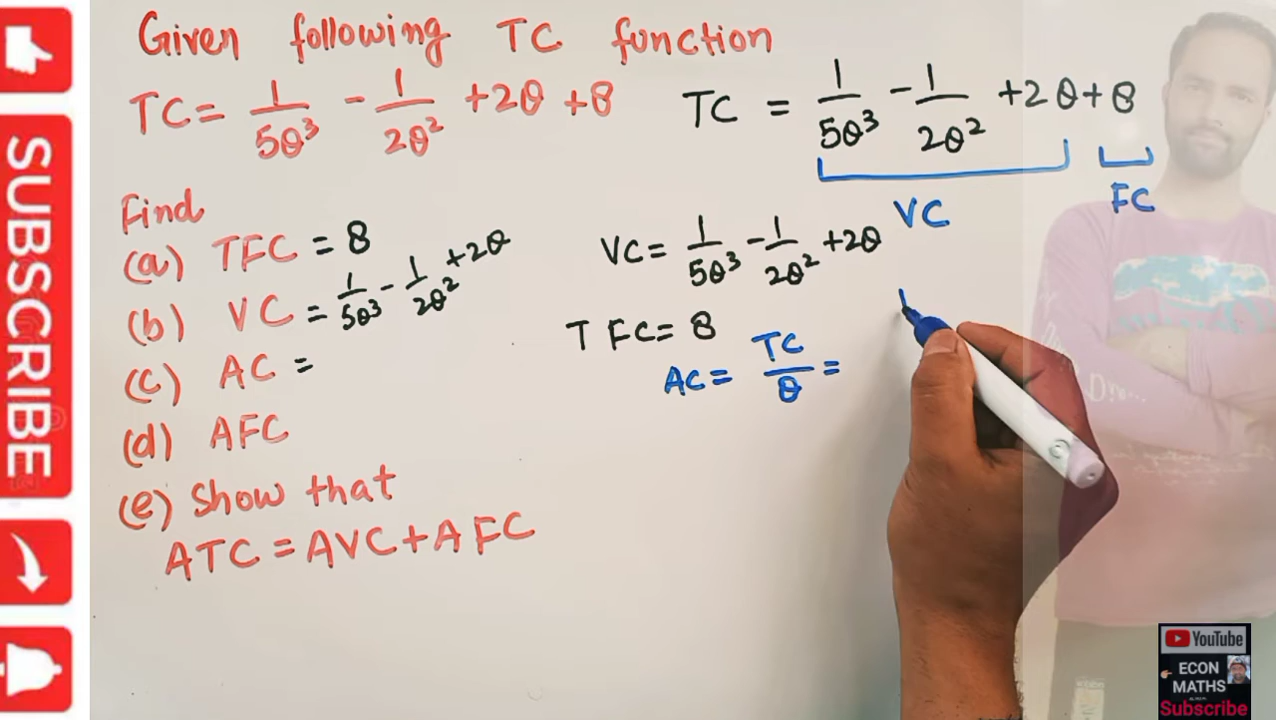 Given following TC function
TC = 1/5θ³ - 1/2θ² + 2θ + 8
TC = 1/5θ³ - 1/2θ² + 2θ + 8
VC
FC
Find
(a) TFC = 8
(b) VC = 1/5θ³ - 1/2θ² + 2θ
(c) AC =
(d) AFC
(e) Show that
ATC = AVC + AFC
VC = 1/5θ³ - 1/2θ² + 2θ
TFC = 8
AC = TC/θ =
SUBSCRIBE
YouTube
ECON
MATHS
Subscribe